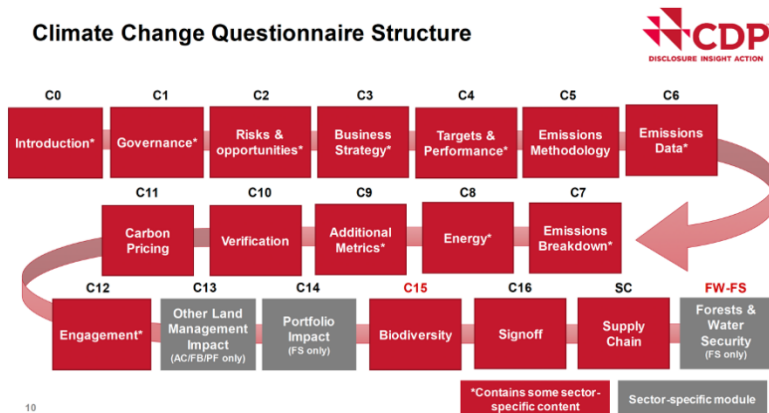 Climate Change Questionnaire Structure
CDP
DISCLOSURE INSIGHT ACTION
C0
C1
C2
C3
C4
C5
C6
Introduction*
Governance*
Risks &
opportunities*
Business
Strategy*
Targets &
Performance*
Emissions
Methodology
Emissions
Data*
C11
C10
C9
C8
C7
Carbon
Pricing
Verification
Additional
Metrics*
Energy*
Emissions
Breakdown*
C12
C13
C14
C15
C16
SC
FW-FS
Engagement*
Other Land
Management
Impact
(AC/FB/PF only)
Portfolio
Impact
(FS only)
Biodiversity
Signoff
Supply
Chain
Forests &
Water
Security
(FS only)
*Contains some sector-
specific content
Sector-specific module
10